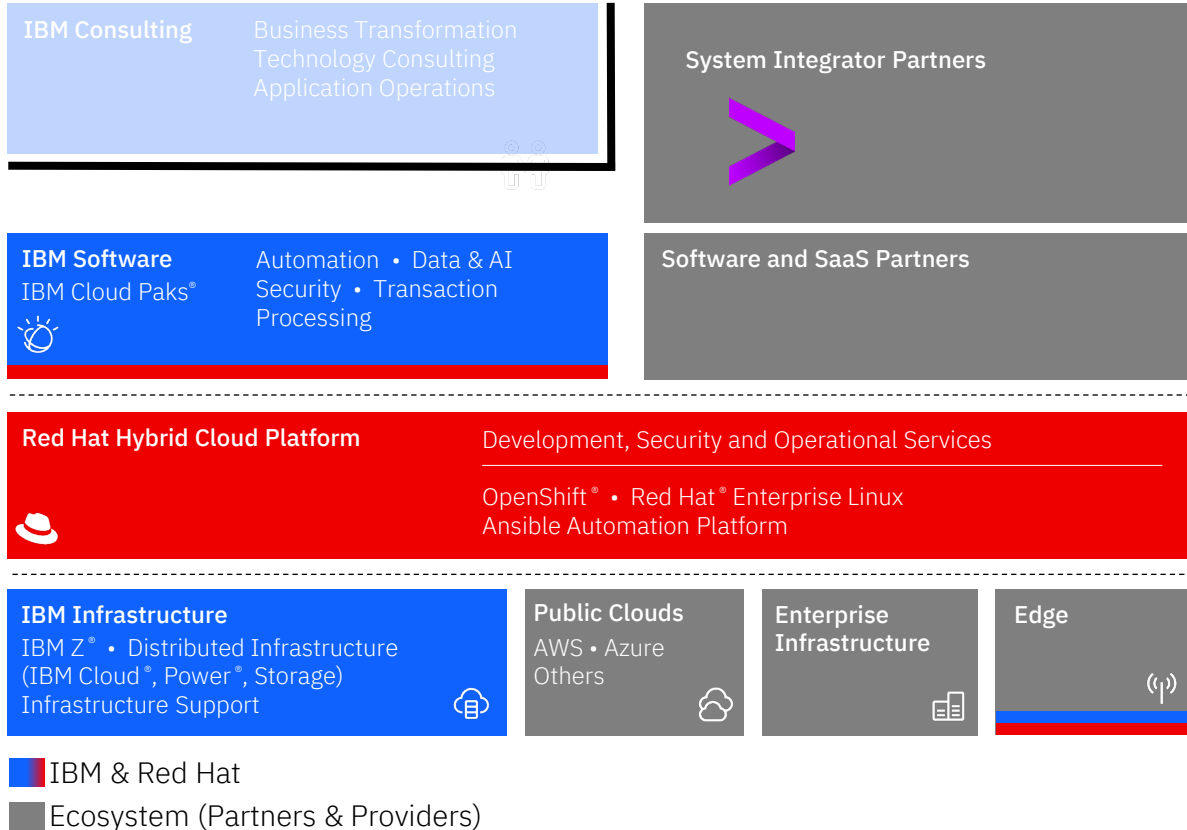 IBM Consulting
Business Transformation
Technology Consulting
Application Operations
System Integrator Partners
IBM Software
IBM Cloud Paks®
Automation • Data & AI
Security • Transaction
Processing
Software and SaaS Partners
Red Hat Hybrid Cloud Platform
Development, Security and Operational Services
OpenShift® • Red Hat® Enterprise Linux
Ansible Automation Platform
IBM Infrastructure
IBM Z® • Distributed Infrastructure
(IBM Cloud®, Power®, Storage)
Infrastructure Support
Public Clouds
AWS • Azure
Others
Enterprise
Infrastructure
Edge
IBM & Red Hat
Ecosystem (Partners & Providers)